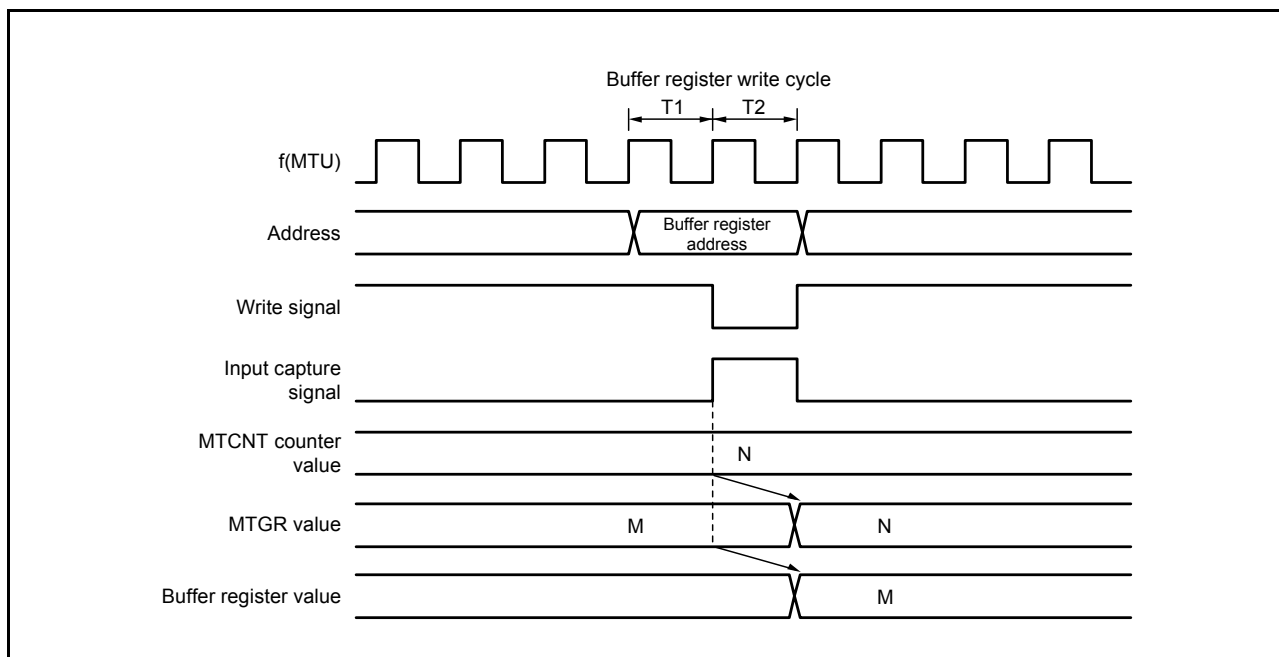 Buffer register write cycle
T1 T2
f(MTU)
Address
Buffer register
address
Write signal
Input capture
signal
MTCNT counter
value
N
MTGR value
M N
Buffer register value
M